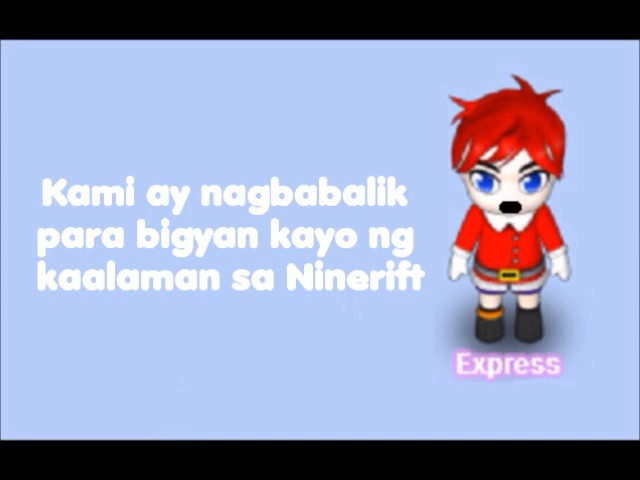 Kami ay nagbabalik
para bigyan kayo ng
kaalaman sa Ninerift
Express